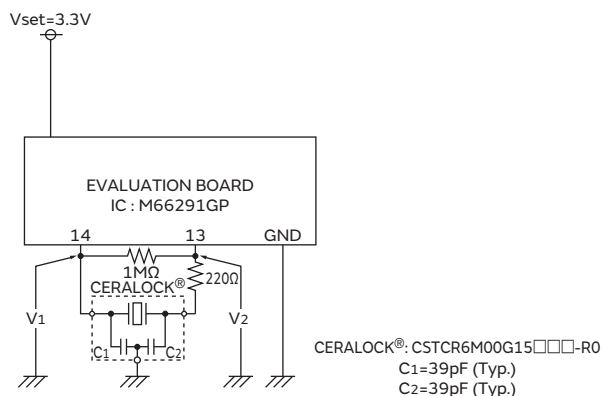 Vset=3.3V
EVALUATION BOARD
IC : M66291GP
14 13 GND
1MΩ
220Ω
CERALOCK®
V1 V2
C1 C2
CERALOCK®: CSTCR6M00G15□□□-R0
C1=39pF (Typ.)
C2=39pF (Typ.)